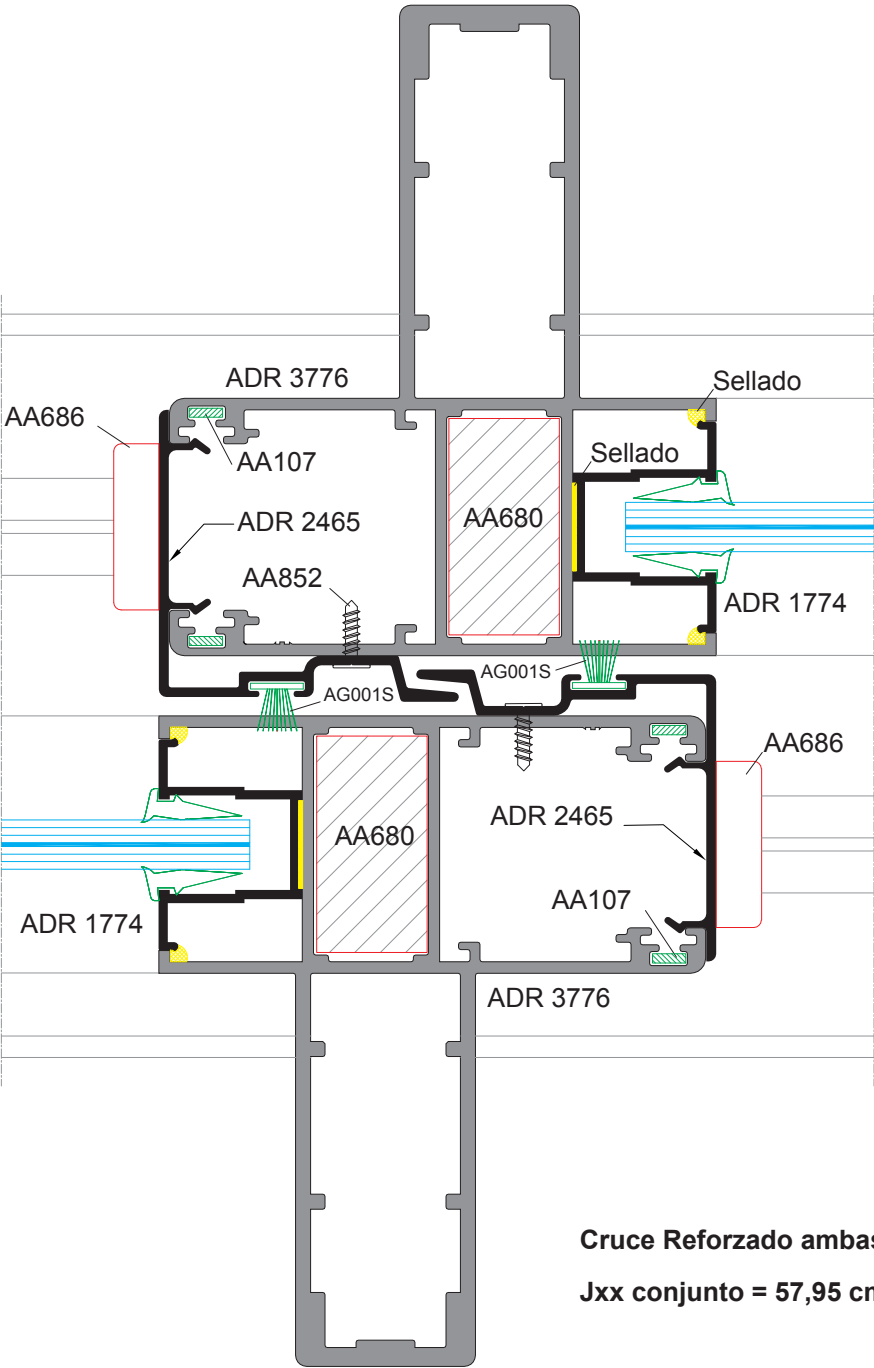 ADR 3776
Sellado
AA686
AA107
Sellado
ADR 2465
AA680
AA852
ADR 1774
AG001S
AG001S
AA686
ADR 2465
AA680
AA107
ADR 1774
ADR 3776
Cruce Reforzado ambas
Jxx conjunto = 57,95